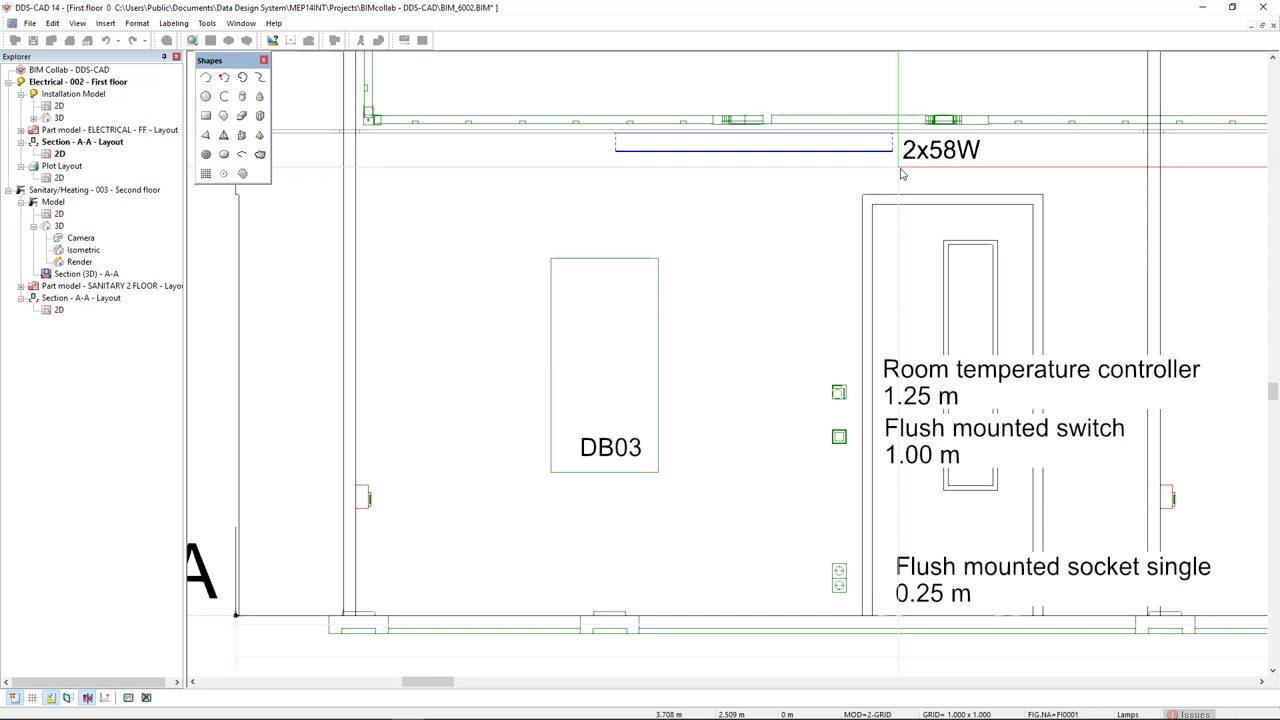 DDS-CAD 14 - [First floor  0  C:\Users\Public\Documents\Data Design System\MEP14INT\Projects\BIMcollab - DDS-CAD\BIM_6002.BIM* ]
File Edit View Insert Format Labeling Tools Window Help
Explorer
Shapes
BIM Collab - DDS-CAD
Electrical - 002 - First floor
Installation Model
2D
3D
Part model - ELECTRICAL - FF - Layout
Section - A-A - Layout
2D
Plot Layout
2D
Sanitary/Heating - 003 - Second floor
Model
2D
3D
Camera
Isometric
Render
Section (3D) - A-A
Part model - SANITARY 2 FLOOR - Layou
Section - A-A - Layout
2D
2x58W
Room temperature controller
1.25 m
Flush mounted switch
1.00 m
DB03
A
Flush mounted socket single
0.25 m
3.708 m 2.509 m 0 m MOD=2-GRID GRID= 1.000 x 1.000 FIG.NA=FI0001 Issues